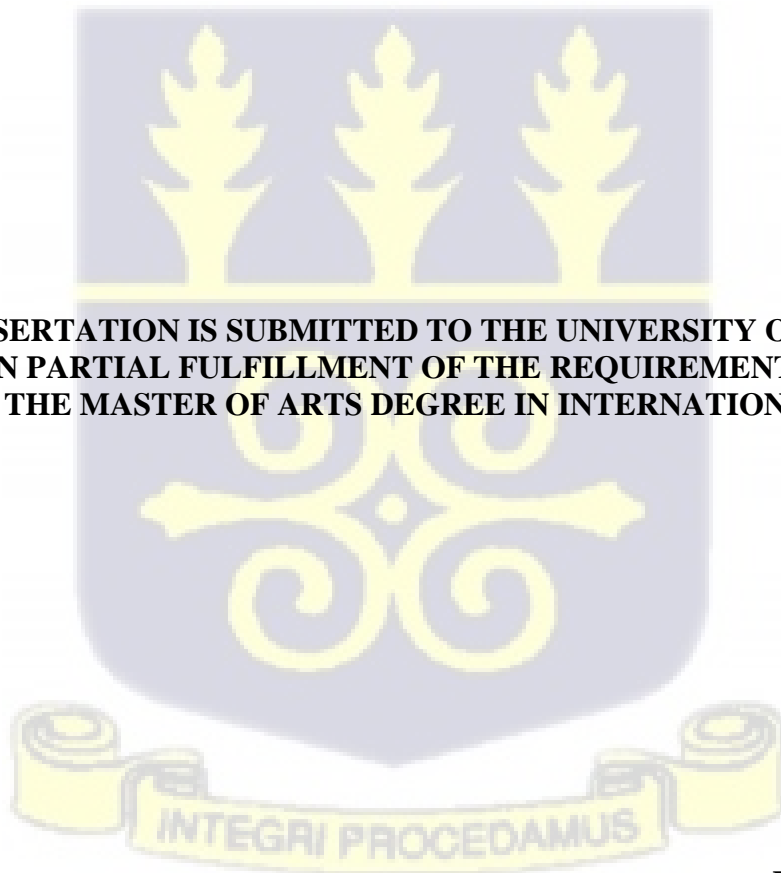 SERTATION IS SUBMITTED TO THE UNIVERSITY O
N PARTIAL FULFILLMENT OF THE REQUIREMENT
THE MASTER OF ARTS DEGREE IN INTERNATION
INTEGRI PROCEDAMUS